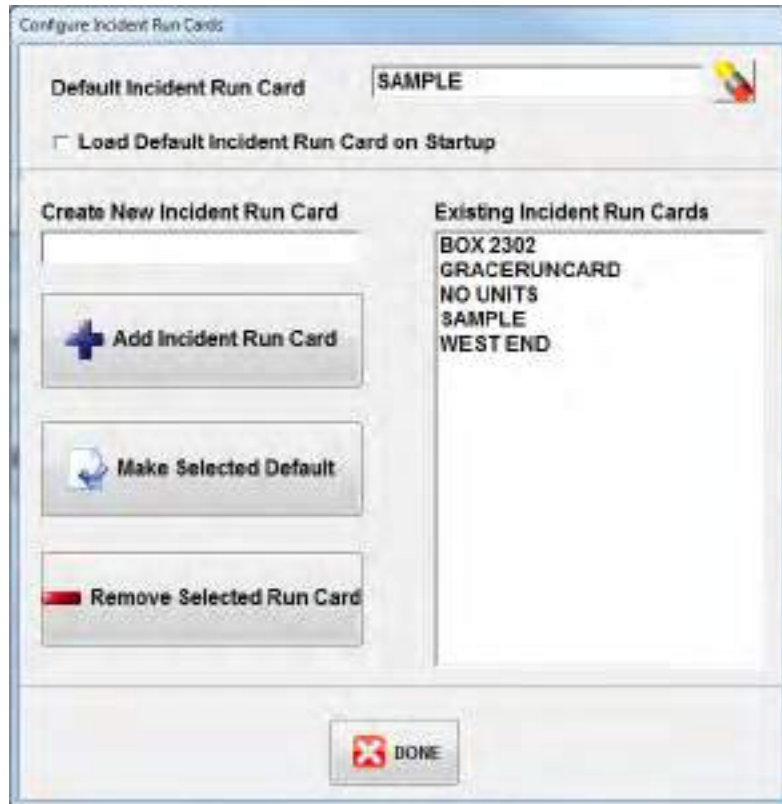 Configure Incident Run Cards
Default Incident Run Card
SAMPLE
Load Default Incident Run Card on Startup
Create New Incident Run Card
Add Incident Run Card
Make Selected Default
Remove Selected Run Card
Existing Incident Run Cards
BOX 2302
GRACERUNCARD
NO UNITS
SAMPLE
WEST END
DONE